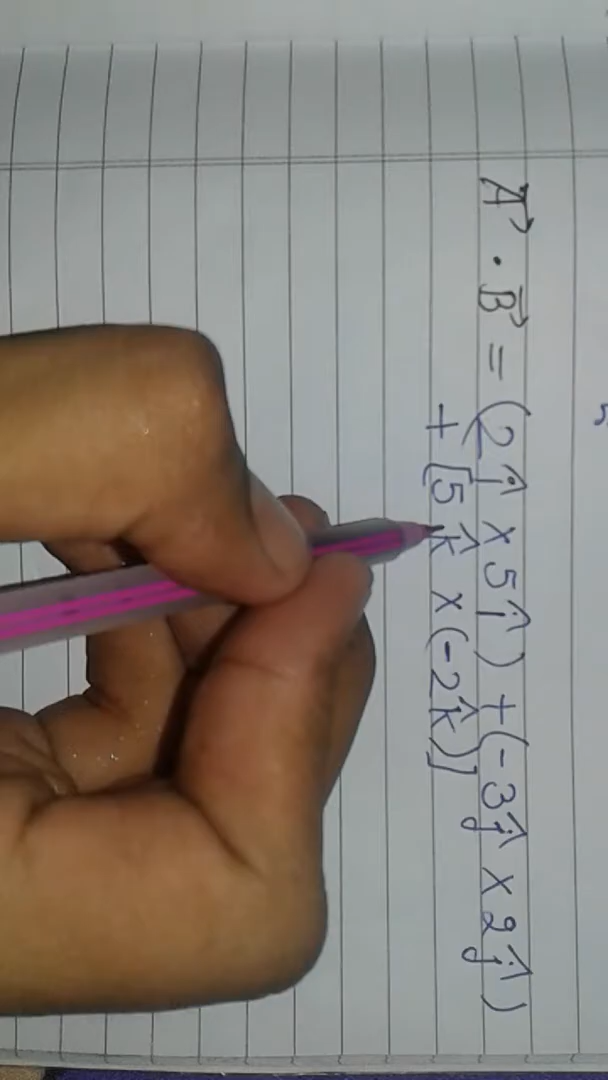 A⃗ · B⃗ = (2î × 5î) + (-3ĵ × 2ĵ)
+ [5k̂ × (-2k̂)]